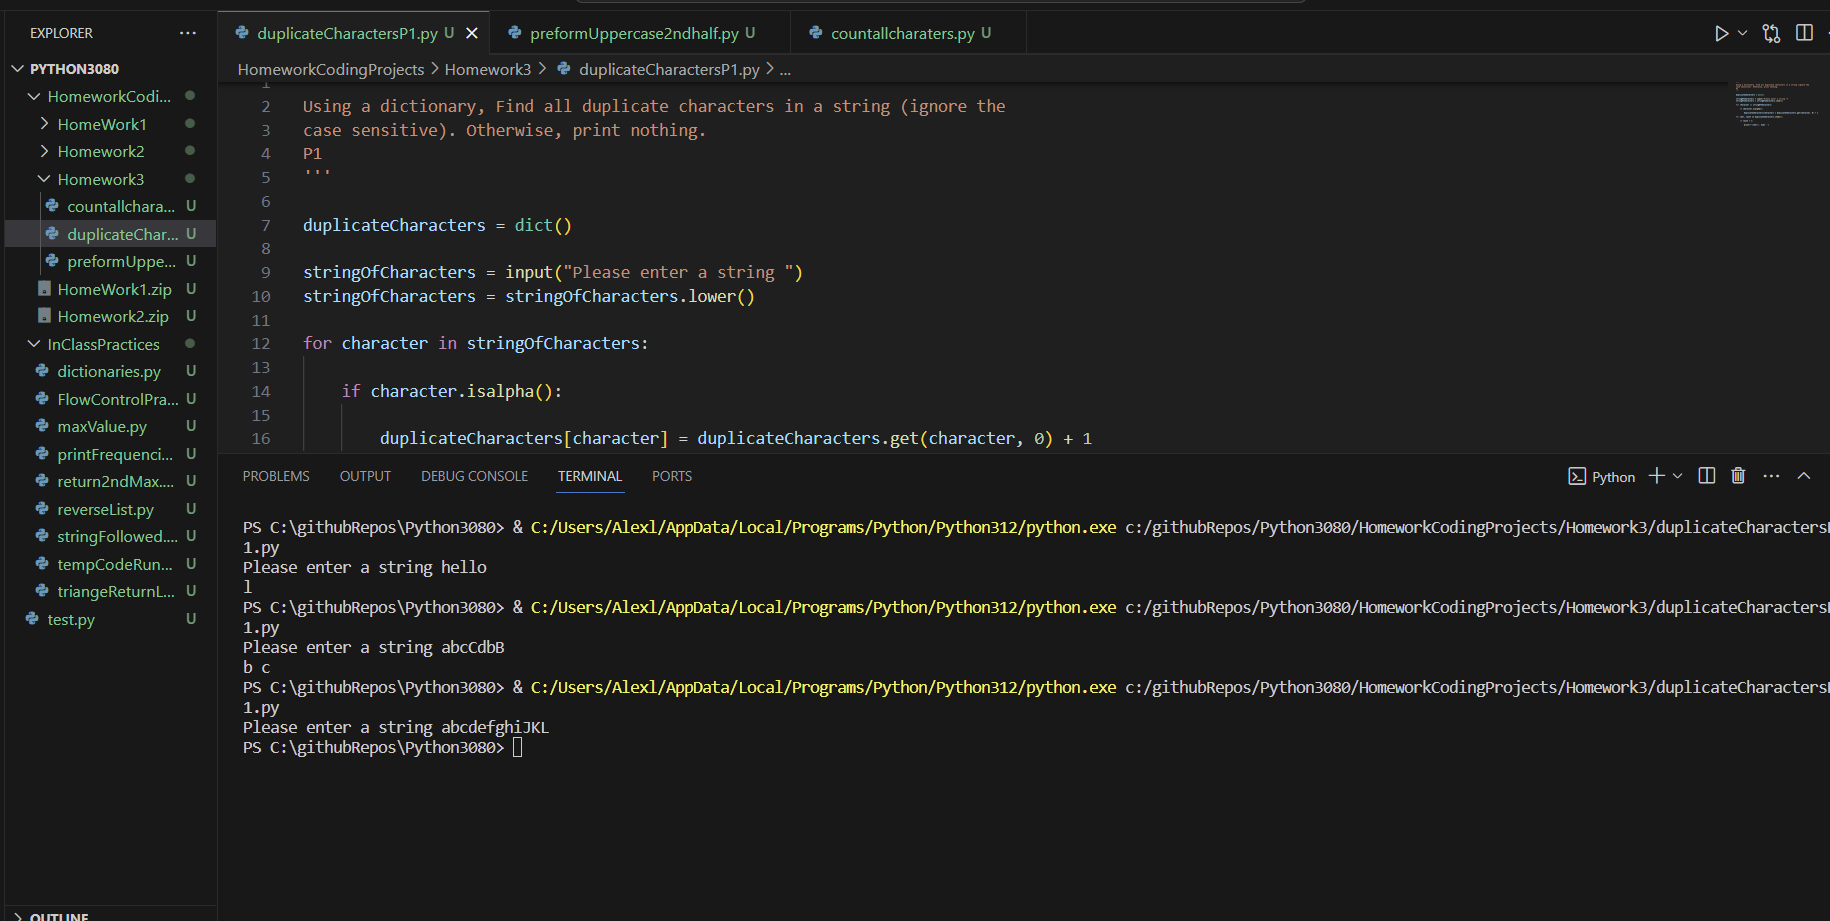 EXPLORER
PYTHON3080
HomeworkCodi...
HomeWork1
Homework2
Homework3
countallchara... U
duplicateChar... U
preformUppe... U
HomeWork1.zip U
Homework2.zip U
InClassPractices
dictionaries.py U
FlowControlPra... U
maxValue.py U
printFrequenci... U
return2ndMax.... U
reverseList.py U
stringFollowed.... U
tempCodeRun... U
triangeReturnL... U
test.py U
OUTLINE
duplicateCharactersP1.py U
preformUppercase2ndhalf.py U
countallcharaters.py U
HomeworkCodingProjects > Homework3 > duplicateCharactersP1.py > ...
1
2 Using a dictionary, Find all duplicate characters in a string (ignore the
3 case sensitive). Otherwise, print nothing.
4 P1
5 '''
6
7 duplicateCharacters = dict()
8
9 stringOfCharacters = input("Please enter a string ")
10 stringOfCharacters = stringOfCharacters.lower()
11
12 for character in stringOfCharacters:
13
14 if character.isalpha():
15
16 duplicateCharacters[character] = duplicateCharacters.get(character, 0) + 1
PROBLEMS OUTPUT DEBUG CONSOLE TERMINAL PORTS
Python
PS C:\githubRepos\Python3080> & C:/Users/Alexl/AppData/Local/Programs/Python/Python312/python.exe c:/githubRepos/Python3080/HomeworkCodingProjects/Homework3/duplicateCharactersP
1.py
Please enter a string hello
l
PS C:\githubRepos\Python3080> & C:/Users/Alexl/AppData/Local/Programs/Python/Python312/python.exe c:/githubRepos/Python3080/HomeworkCodingProjects/Homework3/duplicateCharactersP
1.py
Please enter a string abcCdbB
b c
PS C:\githubRepos\Python3080> & C:/Users/Alexl/AppData/Local/Programs/Python/Python312/python.exe c:/githubRepos/Python3080/HomeworkCodingProjects/Homework3/duplicateCharactersP
1.py
Please enter a string abcdefghiJKL
PS C:\githubRepos\Python3080>